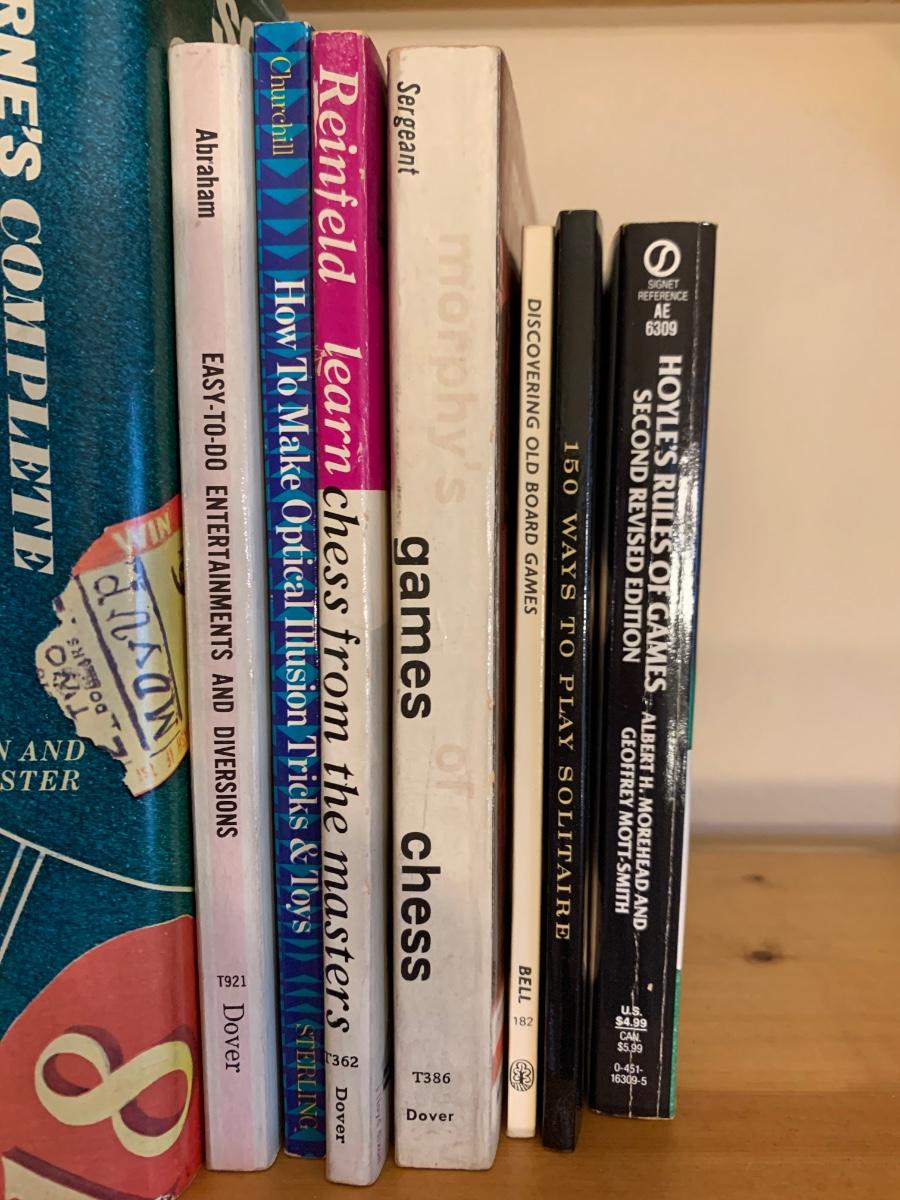 RNE'S COMPLETE
WIN
N AND
STER
8
Abraham
EASY-TO-DO ENTERTAINMENTS AND DIVERSIONS
T921
Dover
Churchill
How To Make Optical Illusion Tricks & Toys
STERLING
Reinfeld
learn chess from the masters
T362
Dover
Sergeant
morphy's
games of chess
T386
Dover
DISCOVERING OLD BOARD GAMES
BELL
182
150 WAYS TO PLAY SOLITAIRE
SIGNET
REFERENCE
AE
6309
HOYLE'S RULES OF GAMES
SECOND REVISED EDITION
ALBERT H. MOREHEAD AND
GEOFFREY MOTT-SMITH
U.S.
$4.99
CAN.
$5.99
0-451-
16309-5